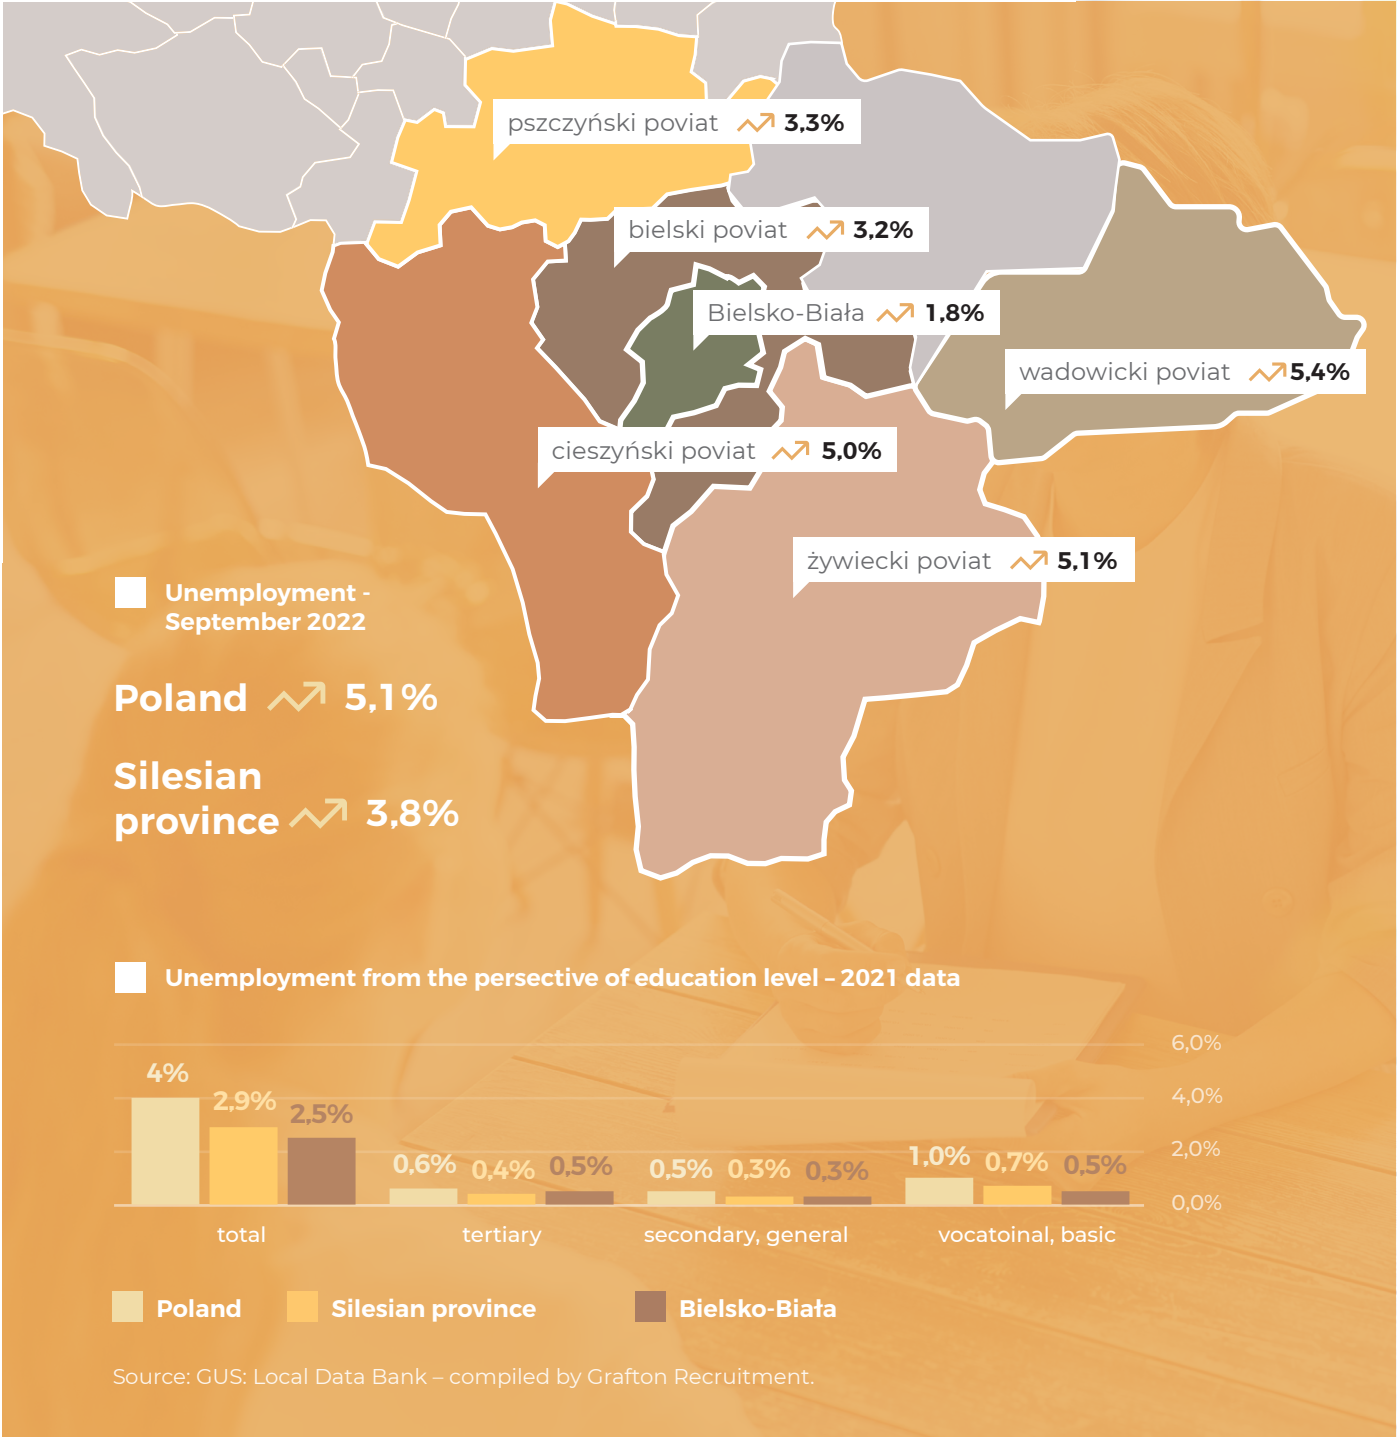 pszczyński poviat 3,3%
bielski poviat 3,2%
Bielsko-Biała 1,8%
wadowicki poviat 5,4%
cieszyński poviat 5,0%
żywiecki poviat 5,1%
Unemployment -
September 2022
Poland 5,1%
Silesian
province 3,8%
Unemployment from the persective of education level – 2021 data
6,0%
4,0%
2,0%
0,0%
4% 2,9% 2,5%
0,6% 0,4% 0,5%
0,5% 0,3% 0,3%
1,0% 0,7% 0,5%
total tertiary secondary, general vocatoinal, basic
Poland Silesian province Bielsko-Biała
Source: GUS: Local Data Bank – compiled by Grafton Recruitment.